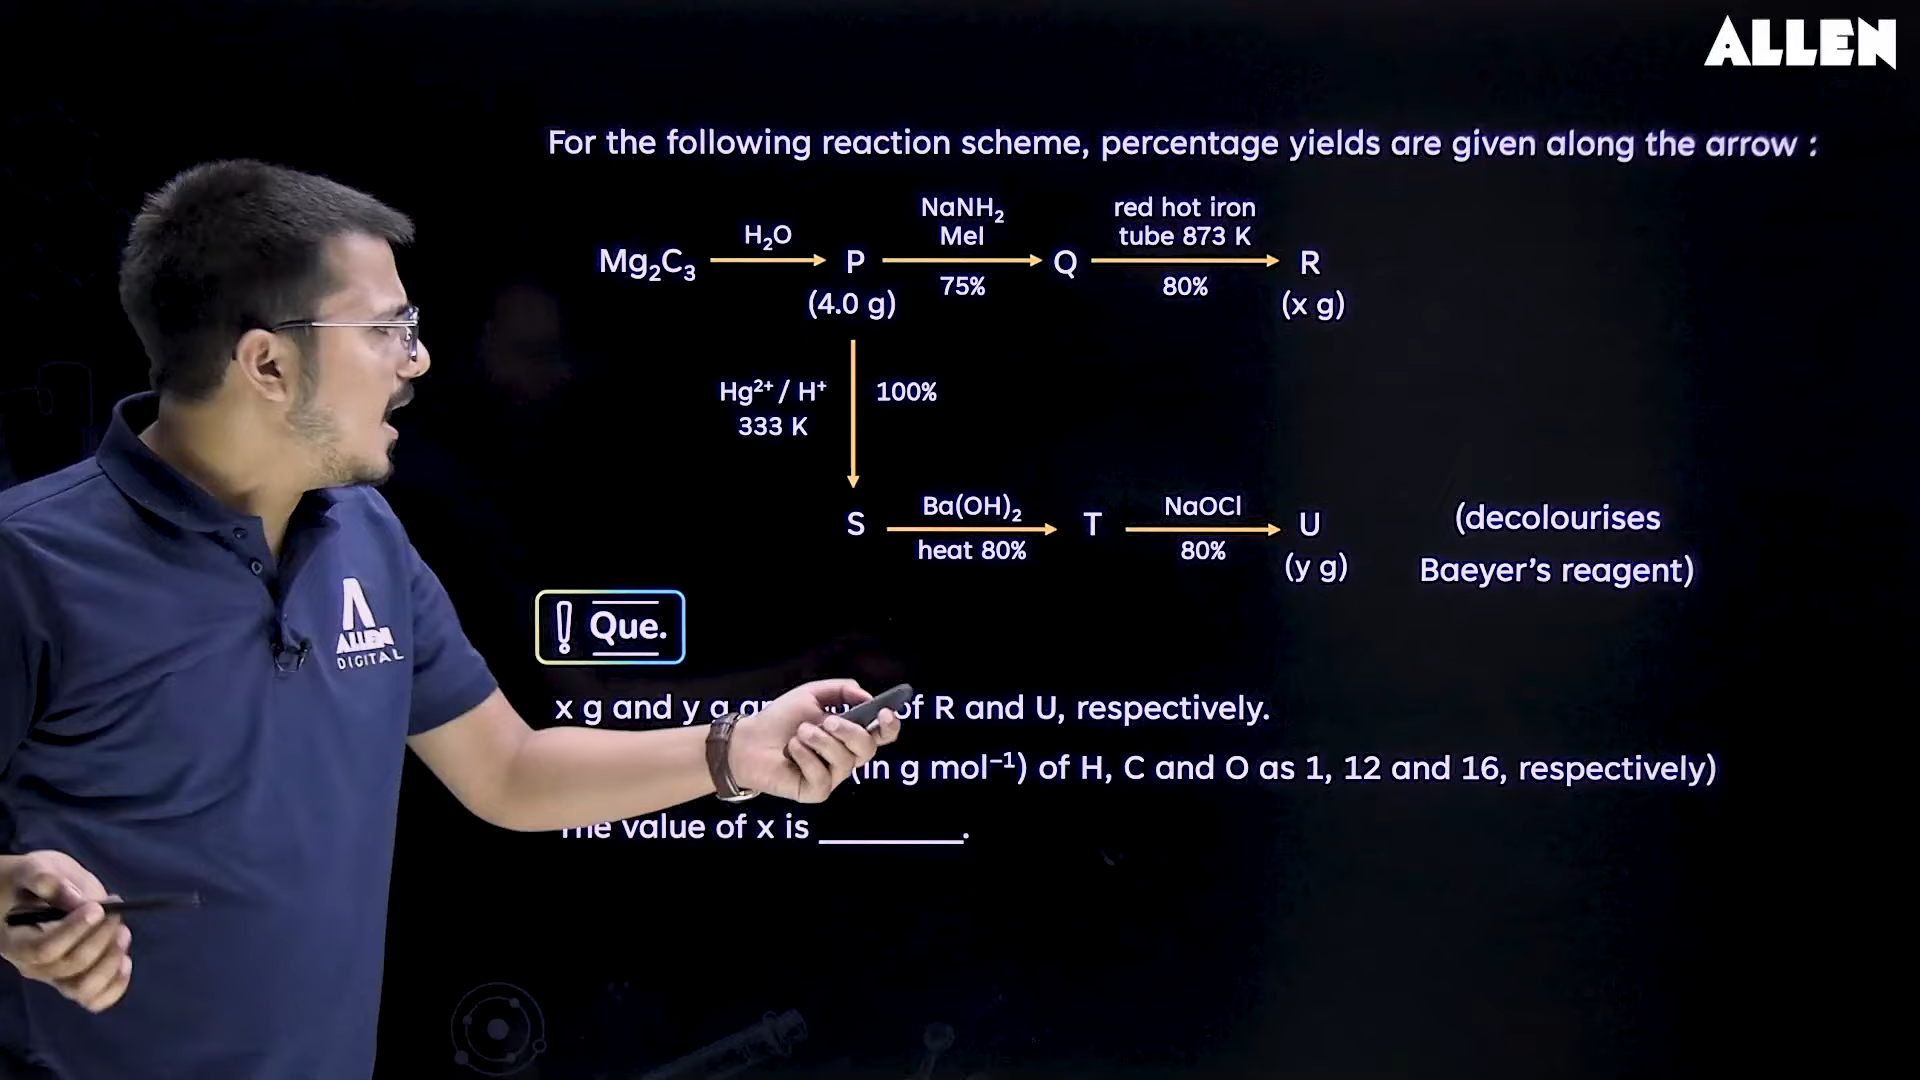 ALLEN
For the following reaction scheme, percentage yields are given along the arrow :
Mg₂C₃ H₂O P NaNH₂ MeI 75% Q red hot iron tube 873 K 80% R
(4.0 g) (x g)
Hg²⁺ / H⁺ 333 K 100%
S Ba(OH)₂ heat 80% T NaOCl 80% U (decolourises
(y g) Baeyer's reagent)
! Que.
x g and y g of R and U, respectively.
(in g mol⁻¹) of H, C and O as 1, 12 and 16, respectively)
The value of x is ________.
ALLEN
DIGITAL